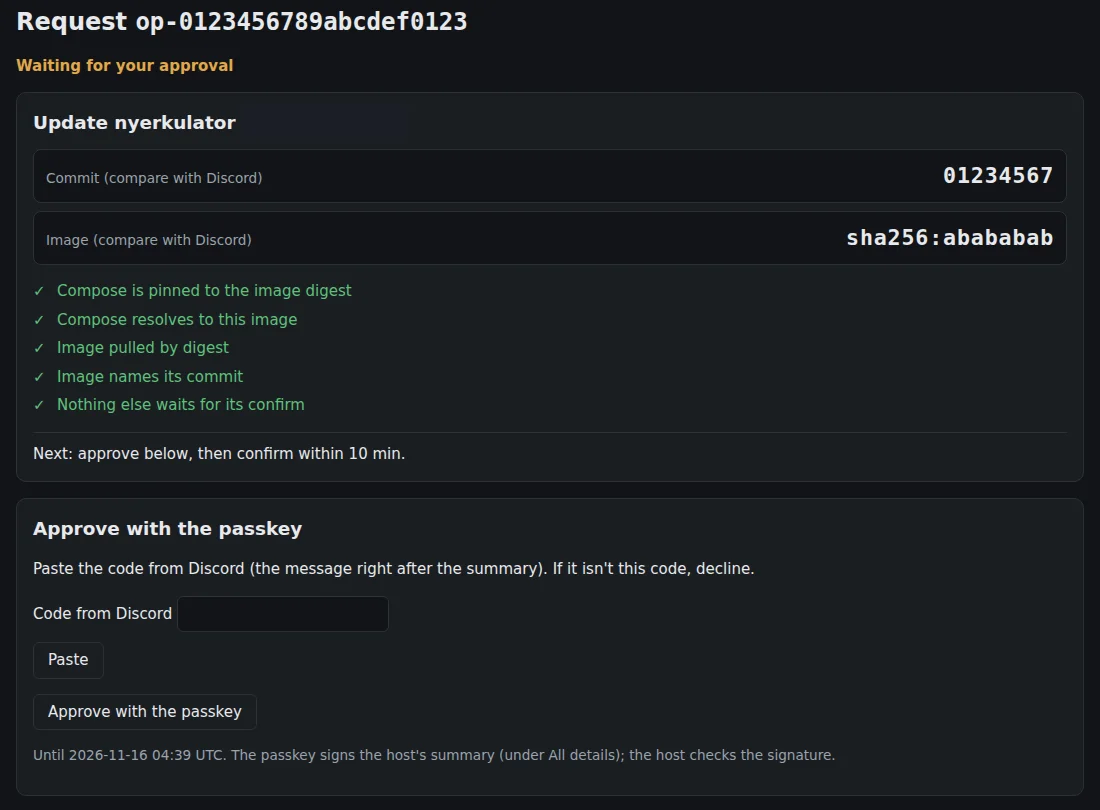 Request op-0123456789abcdef0123
Waiting for your approval
Update nyerkulator
Commit (compare with Discord) 01234567
Image (compare with Discord) sha256:abababab
✓ Compose is pinned to the image digest
✓ Compose resolves to this image
✓ Image pulled by digest
✓ Image names its commit
✓ Nothing else waits for its confirm
Next: approve below, then confirm within 10 min.
Approve with the passkey
Paste the code from Discord (the message right after the summary). If it isn't this code, decline.
Code from Discord
Paste
Approve with the passkey
Until 2026-11-16 04:39 UTC. The passkey signs the host's summary (under All details); the host checks the signature.